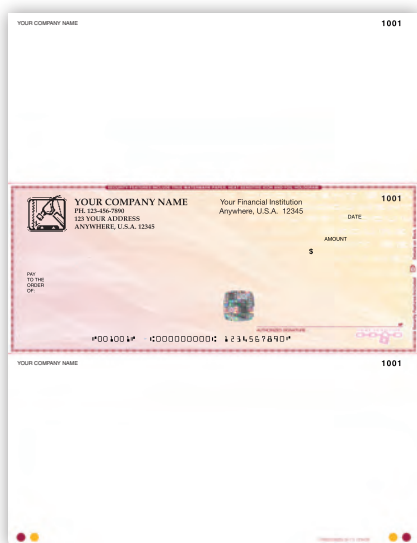 YOUR COMPANY NAME 1001
1001
YOUR COMPANY NAME
PH. 123-456-7890
123 YOUR ADDRESS
ANYWHERE, U.S.A. 12345
Your Financial Institution
Anywhere, U.S.A. 12345
DATE
AMOUNT
$
PAY
TO THE
ORDER
OF:
AUTHORIZED SIGNATURE
⑈001001⑈ ⑆000000000⑆ 1234567890⑈
YOUR COMPANY NAME 1001